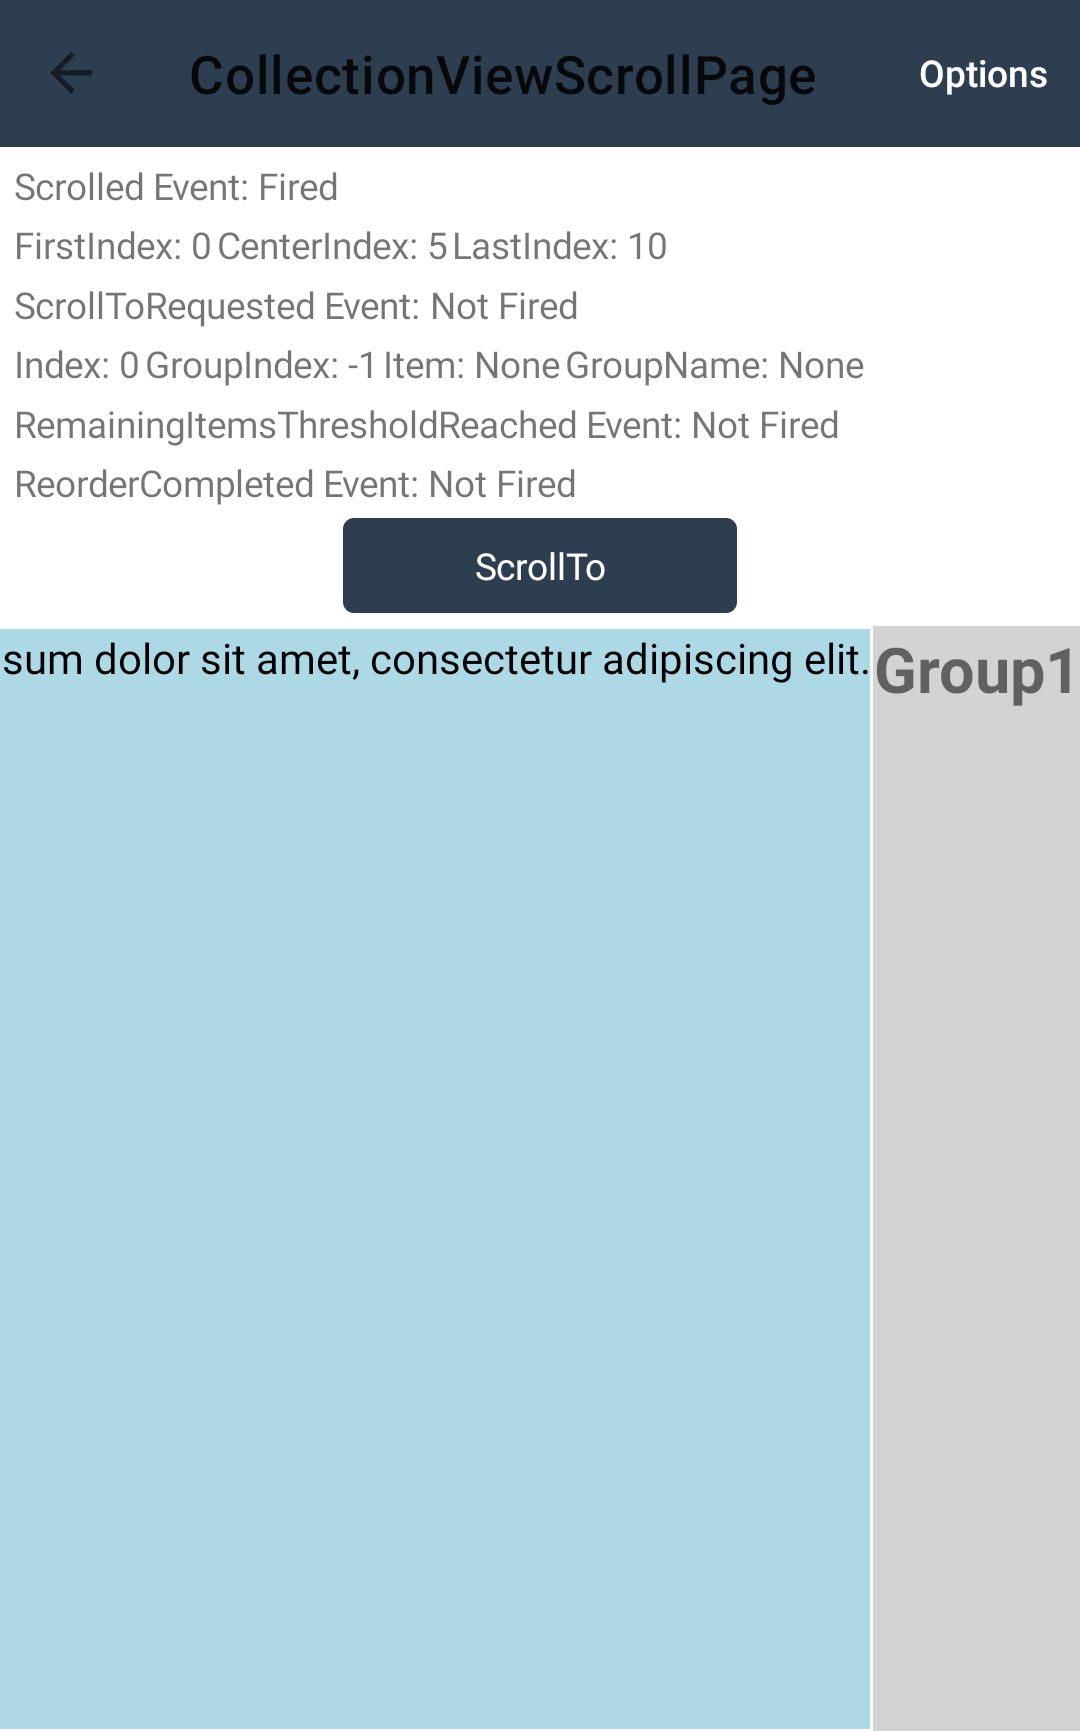 CollectionViewScrollPage
Options
Scrolled Event: Fired
FirstIndex: 0 CenterIndex: 5 LastIndex: 10
ScrollToRequested Event: Not Fired
Index: 0 GroupIndex: -1 Item: None GroupName: None
RemainingItemsThresholdReached Event: Not Fired
ReorderCompleted Event: Not Fired
ScrollTo
sum dolor sit amet, consectetur adipiscing elit.
Group1